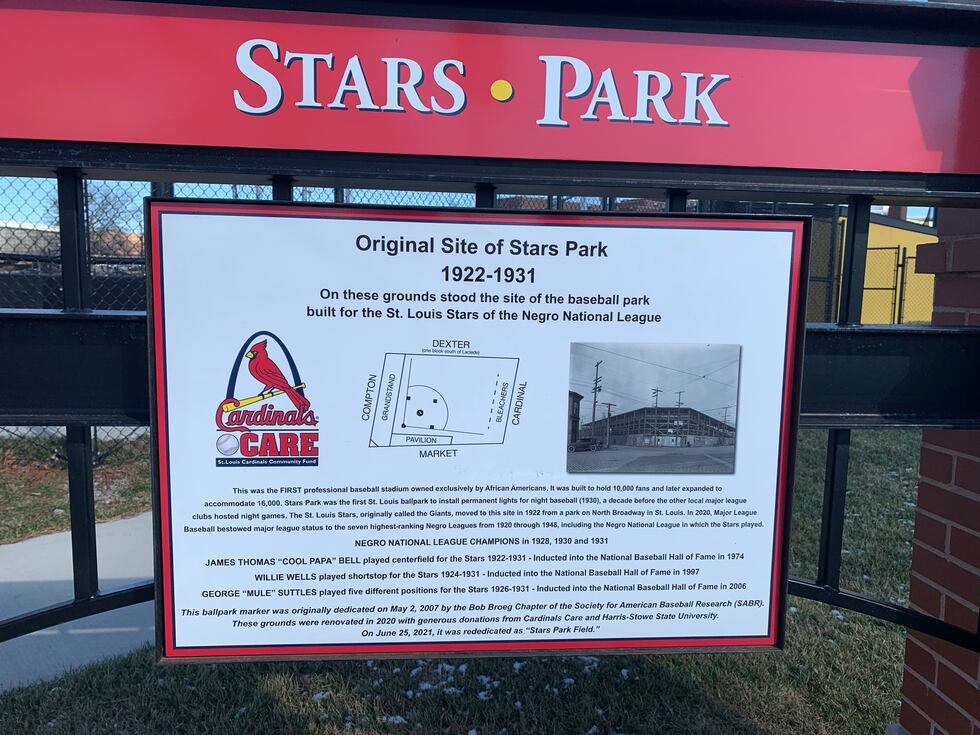 STARS • PARK
Original Site of Stars Park
1922-1931
On these grounds stood the site of the baseball park
built for the St. Louis Stars of the Negro National League
Cardinals
CARE
St.Louis Cardinals Community Fund
DEXTER
(one block south of Laclede)
COMPTON
GRANDSTAND
BLEACHERS
CARDINAL
PAVILION
MARKET
This was the FIRST professional baseball stadium owned exclusively by African Americans. It was built to hold 10,000 fans and later expanded to
accommodate 16,000. Stars Park was the first St. Louis ballpark to install permanent lights for night baseball (1930), a decade before the other local major league
clubs hosted night games. The St. Louis Stars, originally called the Giants, moved to this site in 1922 from a park on North Broadway in St. Louis. In 2020, Major League
Baseball bestowed major league status to the seven highest-ranking Negro Leagues from 1920 through 1948, including the Negro National League in which the Stars played.
NEGRO NATIONAL LEAGUE CHAMPIONS in 1928, 1930 and 1931
JAMES THOMAS "COOL PAPA" BELL played centerfield for the Stars 1922-1931 - Inducted into the National Baseball Hall of Fame in 1974
WILLIE WELLS played shortstop for the Stars 1924-1931 - Inducted into the National Baseball Hall of Fame in 1997
GEORGE "MULE" SUTTLES played five different positions for the Stars 1926-1931 - Inducted into the National Baseball Hall of Fame in 2006
This ballpark marker was originally dedicated on May 2, 2007 by the Bob Broeg Chapter of the Society for American Baseball Research (SABR).
These grounds were renovated in 2020 with generous donations from Cardinals Care and Harris-Stowe State University.
On June 25, 2021, it was rededicated as "Stars Park Field."